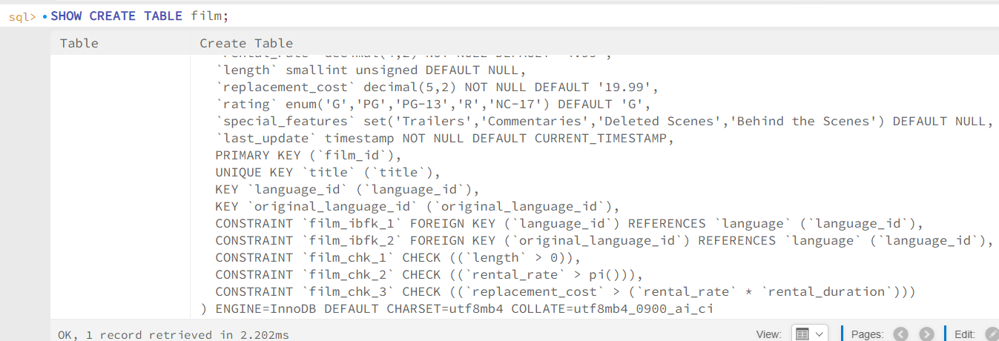 sql> SHOW CREATE TABLE film;
Table Create Table
`length` smallint unsigned DEFAULT NULL,
`replacement_cost` decimal(5,2) NOT NULL DEFAULT '19.99',
`rating` enum('G','PG','PG-13','R','NC-17') DEFAULT 'G',
`special_features` set('Trailers','Commentaries','Deleted Scenes','Behind the Scenes') DEFAULT NULL,
`last_update` timestamp NOT NULL DEFAULT CURRENT_TIMESTAMP,
PRIMARY KEY (`film_id`),
UNIQUE KEY `title` (`title`),
KEY `language_id` (`language_id`),
KEY `original_language_id` (`original_language_id`),
CONSTRAINT `film_ibfk_1` FOREIGN KEY (`language_id`) REFERENCES `language` (`language_id`),
CONSTRAINT `film_ibfk_2` FOREIGN KEY (`original_language_id`) REFERENCES `language` (`language_id`),
CONSTRAINT `film_chk_1` CHECK ((`length` > 0)),
CONSTRAINT `film_chk_2` CHECK ((`rental_rate` > pi())),
CONSTRAINT `film_chk_3` CHECK ((`replacement_cost` > (`rental_rate` * `rental_duration`)))
) ENGINE=InnoDB DEFAULT CHARSET=utf8mb4 COLLATE=utf8mb4_0900_ai_ci
OK, 1 record retrieved in 2.202ms
View: Pages: Edit: